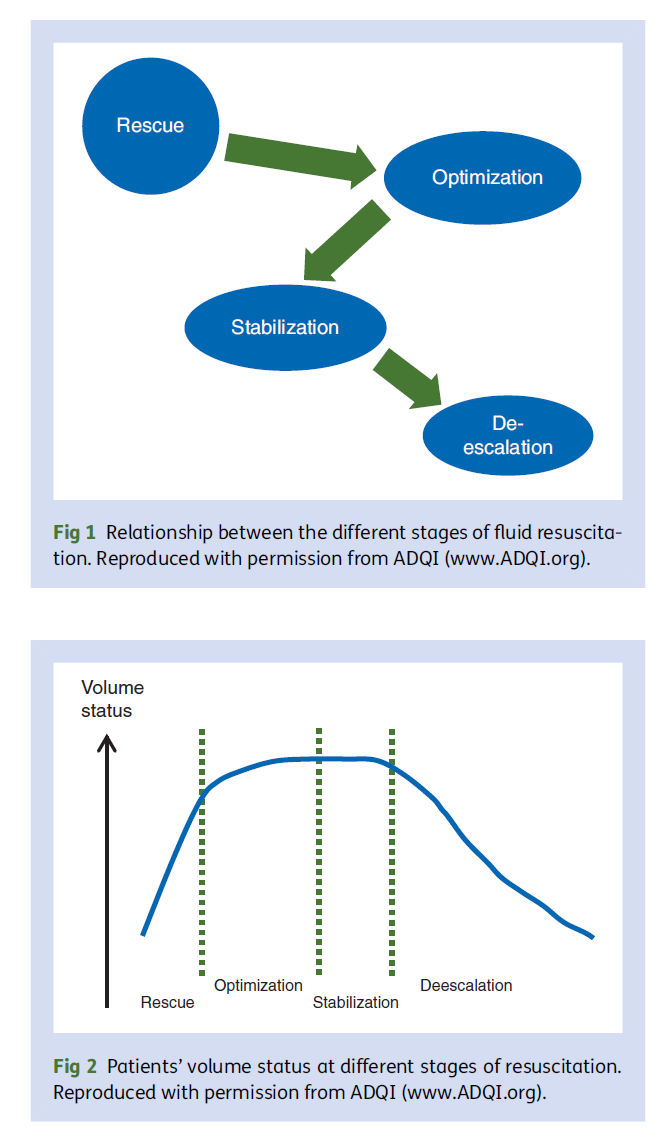 Rescue
Optimization
Stabilization
De-
escalation
Fig 1 Relationship between the different stages of fluid resuscita-
tion. Reproduced with permission from ADQI (www.ADQI.org).
Volume
status
Optimization
Deescalation
Rescue
Stabilization
Fig 2 Patients’ volume status at different stages of resuscitation.
Reproduced with permission from ADQI (www.ADQI.org).